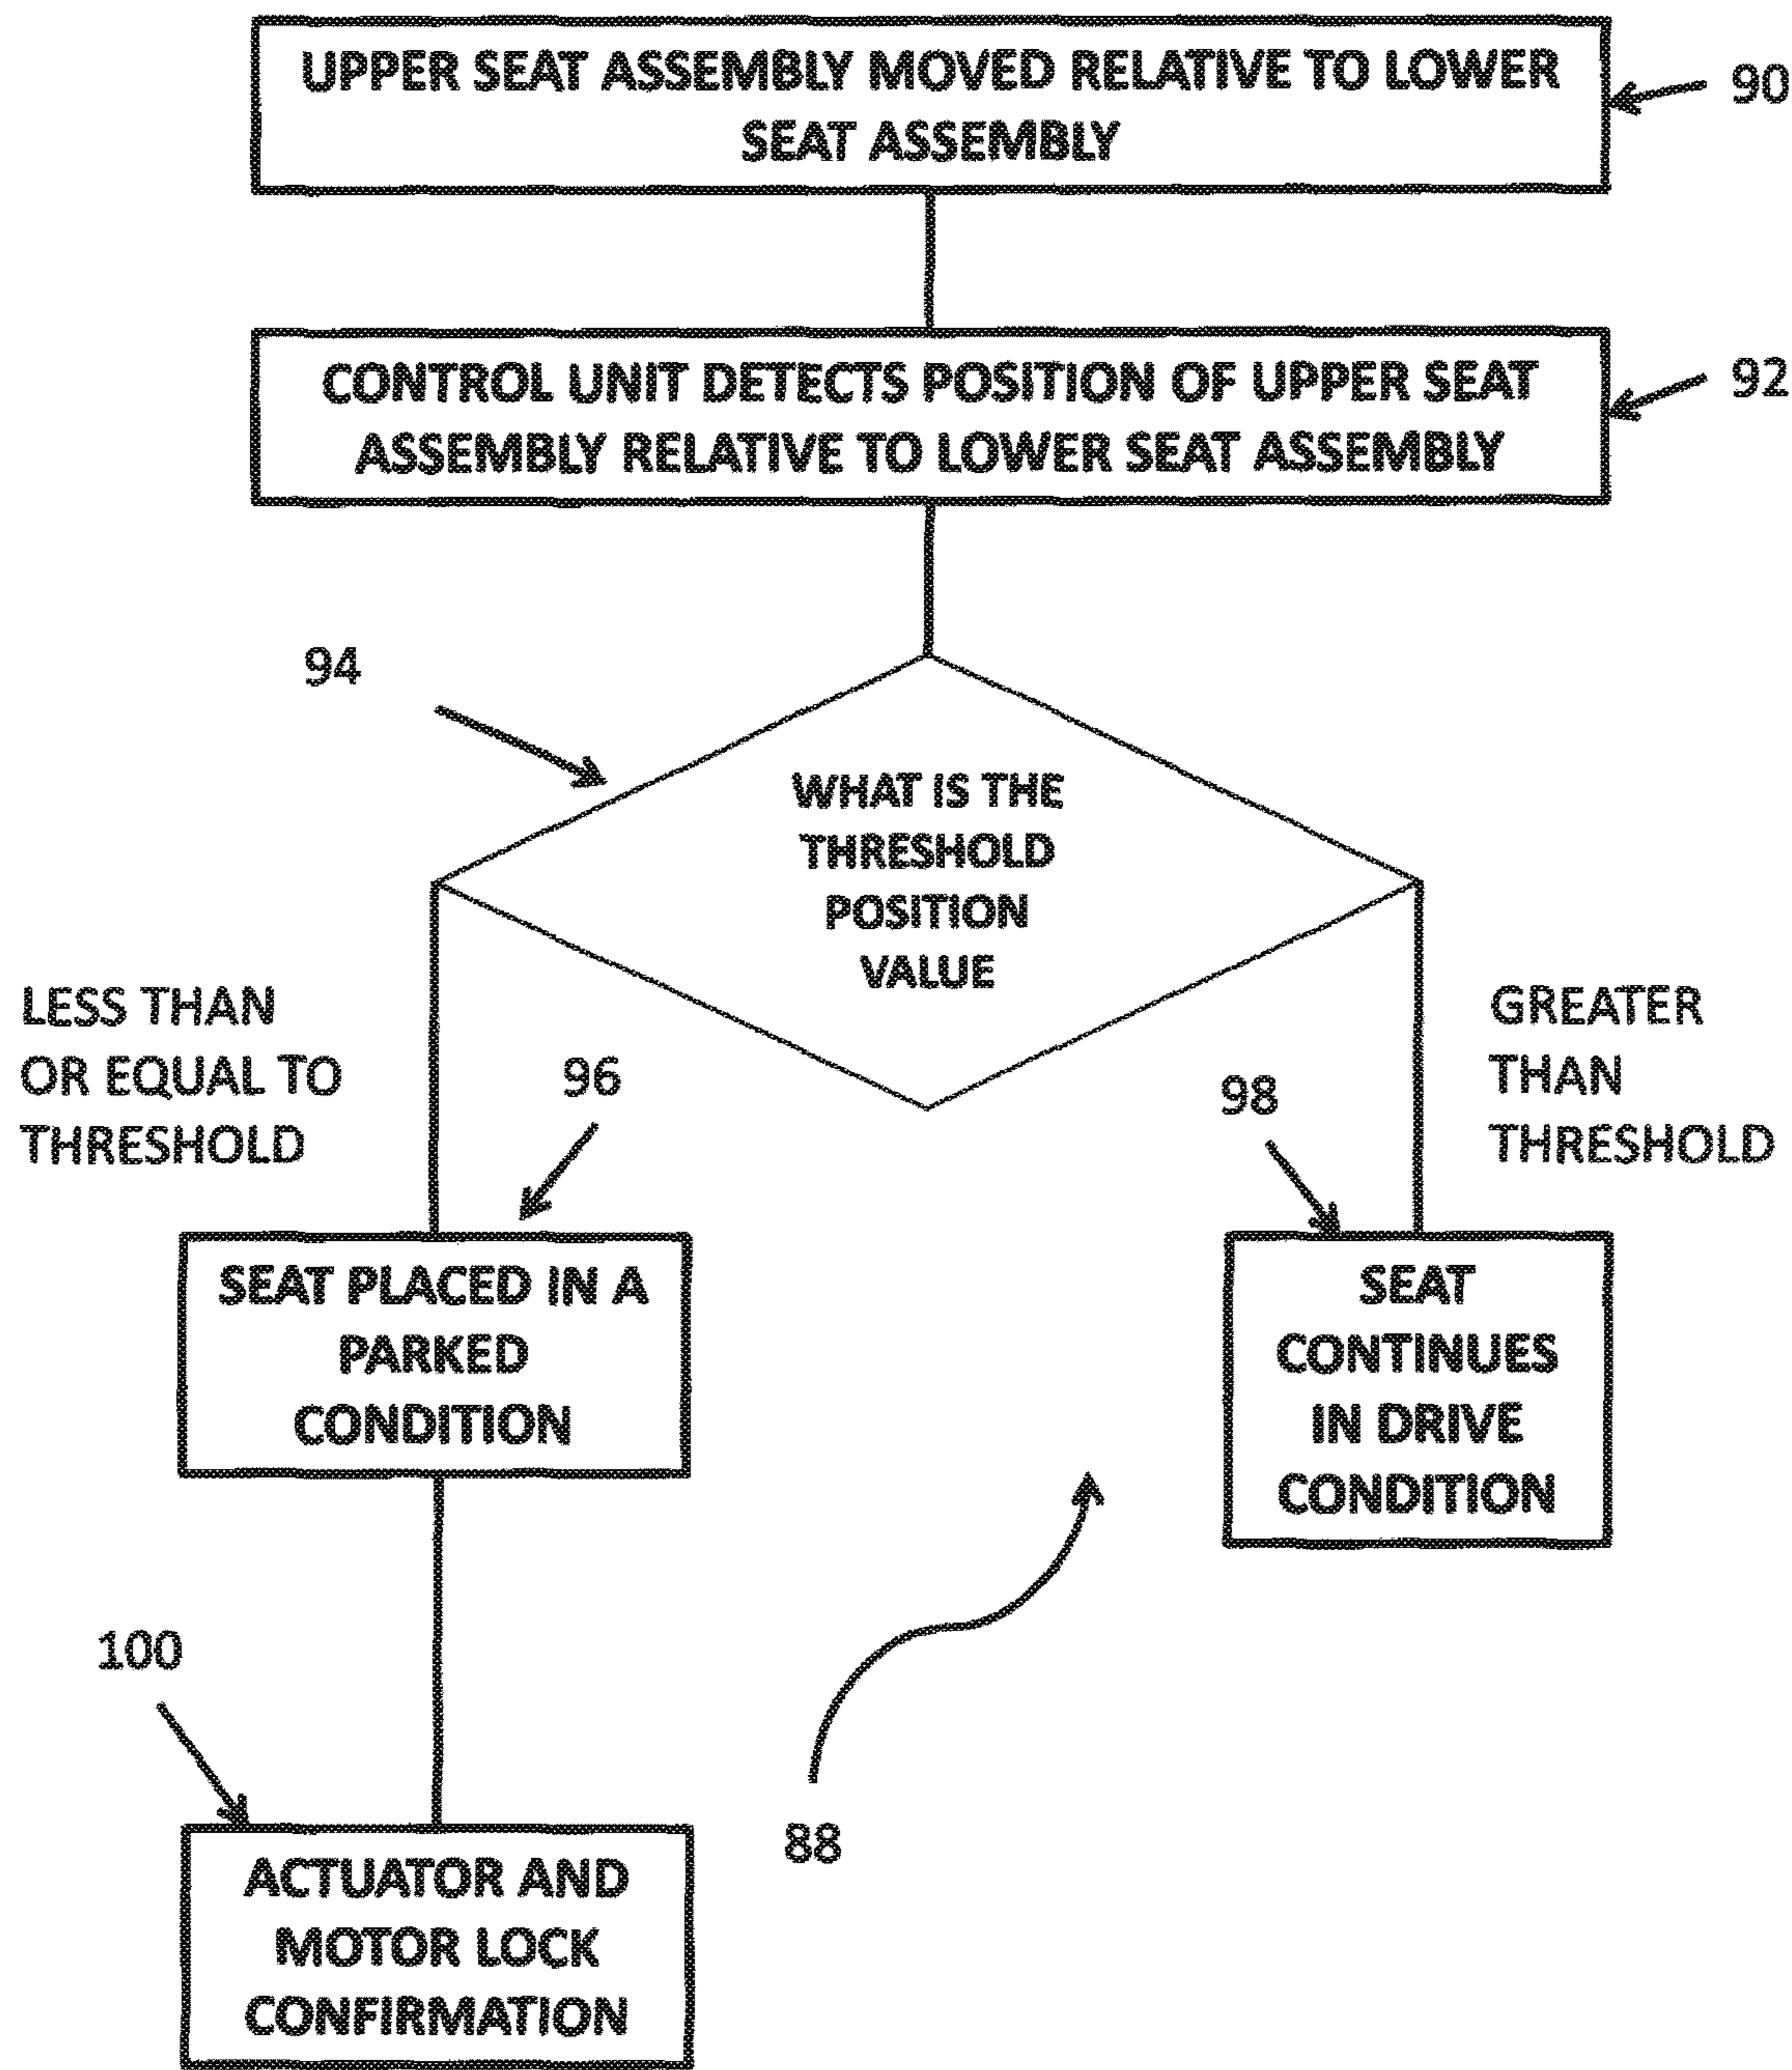 UPPER SEAT ASSEMBLY MOVED RELATIVE TO LOWER
SEAT ASSEMBLY
90
CONTROL UNIT DETECTS POSITION OF UPPER SEAT
ASSEMBLY RELATIVE TO LOWER SEAT ASSEMBLY
92
94
WHAT IS THE
THRESHOLD
POSITION
VALUE
LESS THAN
OR EQUAL TO
THRESHOLD
96
98
GREATER
THAN
THRESHOLD
SEAT PLACED IN A
PARKED
CONDITION
SEAT
CONTINUES
IN DRIVE
CONDITION
100
88
ACTUATOR AND
MOTOR LOCK
CONFIRMATION